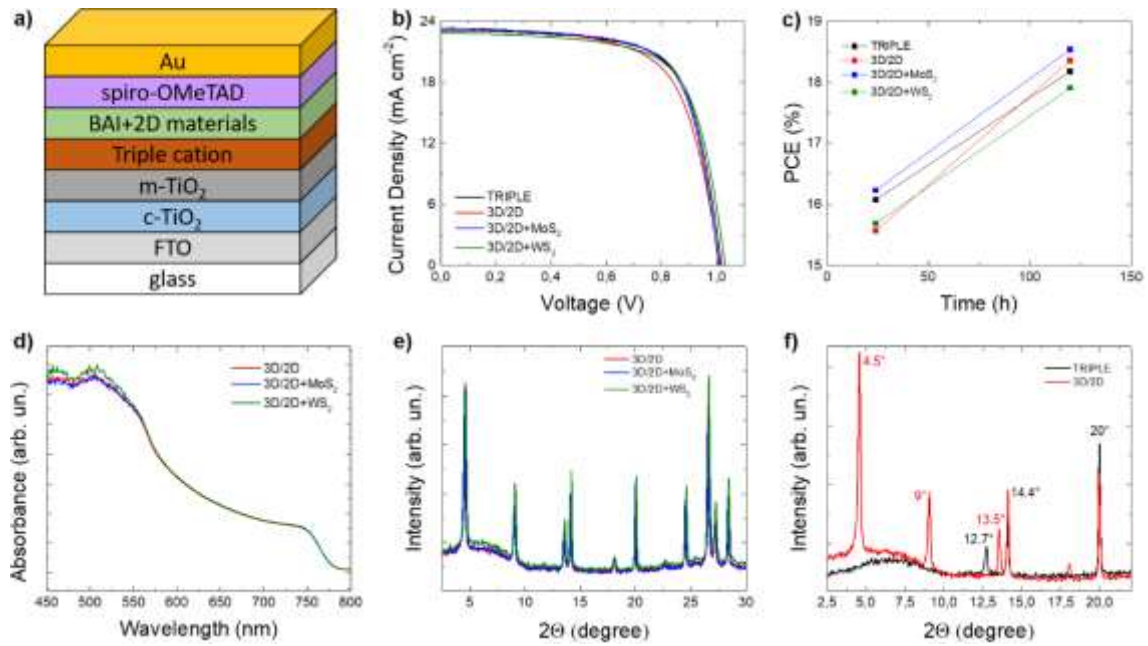 a)
Au
spiro-OMeTAD
BAI+2D materials
Triple cation
m-TiO₂
c-TiO₂
FTO
glass
b)
Current Density (mA cm⁻²)
24
18
12
6
0
TRIPLE
3D/2D
3D/2D+MoS₂
3D/2D+WS₂
0,0 0,2 0,4 0,6 0,8 1,0
Voltage (V)
c)
PCE (%)
19
18
17
16
15
TRIPLE
3D/2D
3D/2D+MoS₂
3D/2D+WS₂
0 50 100 150
Time (h)
d)
Absorbance (arb. un.)
3D/2D
3D/2D+MoS₂
3D/2D+WS₂
450 500 550 600 650 700 750 800
Wavelength (nm)
e)
Intensity (arb. un.)
3D/2D
3D/2D+MoS₂
3D/2D+WS₂
5 10 15 20 25 30
2Θ (degree)
f)
Intensity (arb. un.)
TRIPLE
3D/2D
4.5°
9°
12.7°
13.5°
14.4°
20°
2,5 5,0 7,5 10,0 12,5 15,0 17,5 20,0
2Θ (degree)